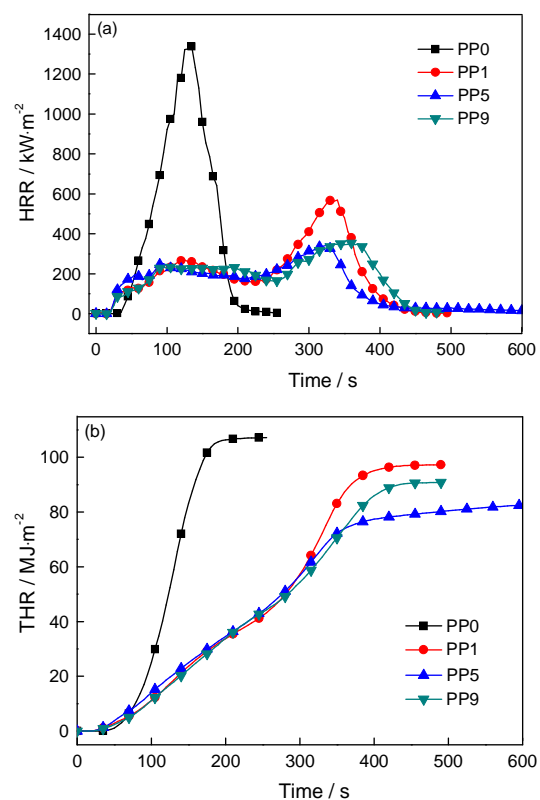 (a)
PP0
PP1
PP5
PP9
HRR / kW·m-2
1400
1200
1000
800
600
400
200
0
0 100 200 300 400 500 600
Time / s
(b)
PP0
PP1
PP5
PP9
THR / MJ·m-2
100
80
60
40
20
0
0 100 200 300 400 500 600
Time / s